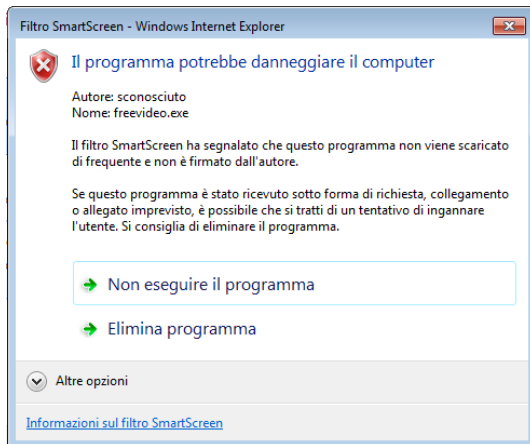 Filtro SmartScreen - Windows Internet Explorer
Il programma potrebbe danneggiare il computer
Autore: sconosciuto
Nome: freevideo.exe
Il filtro SmartScreen ha segnalato che questo programma non viene scaricato
di frequente e non è firmato dall'autore.
Se questo programma è stato ricevuto sotto forma di richiesta, collegamento
o allegato imprevisto, è possibile che si tratti di un tentativo di ingannare
l'utente. Si consiglia di eliminare il programma.
Non eseguire il programma
Elimina programma
Altre opzioni
Informazioni sul filtro SmartScreen